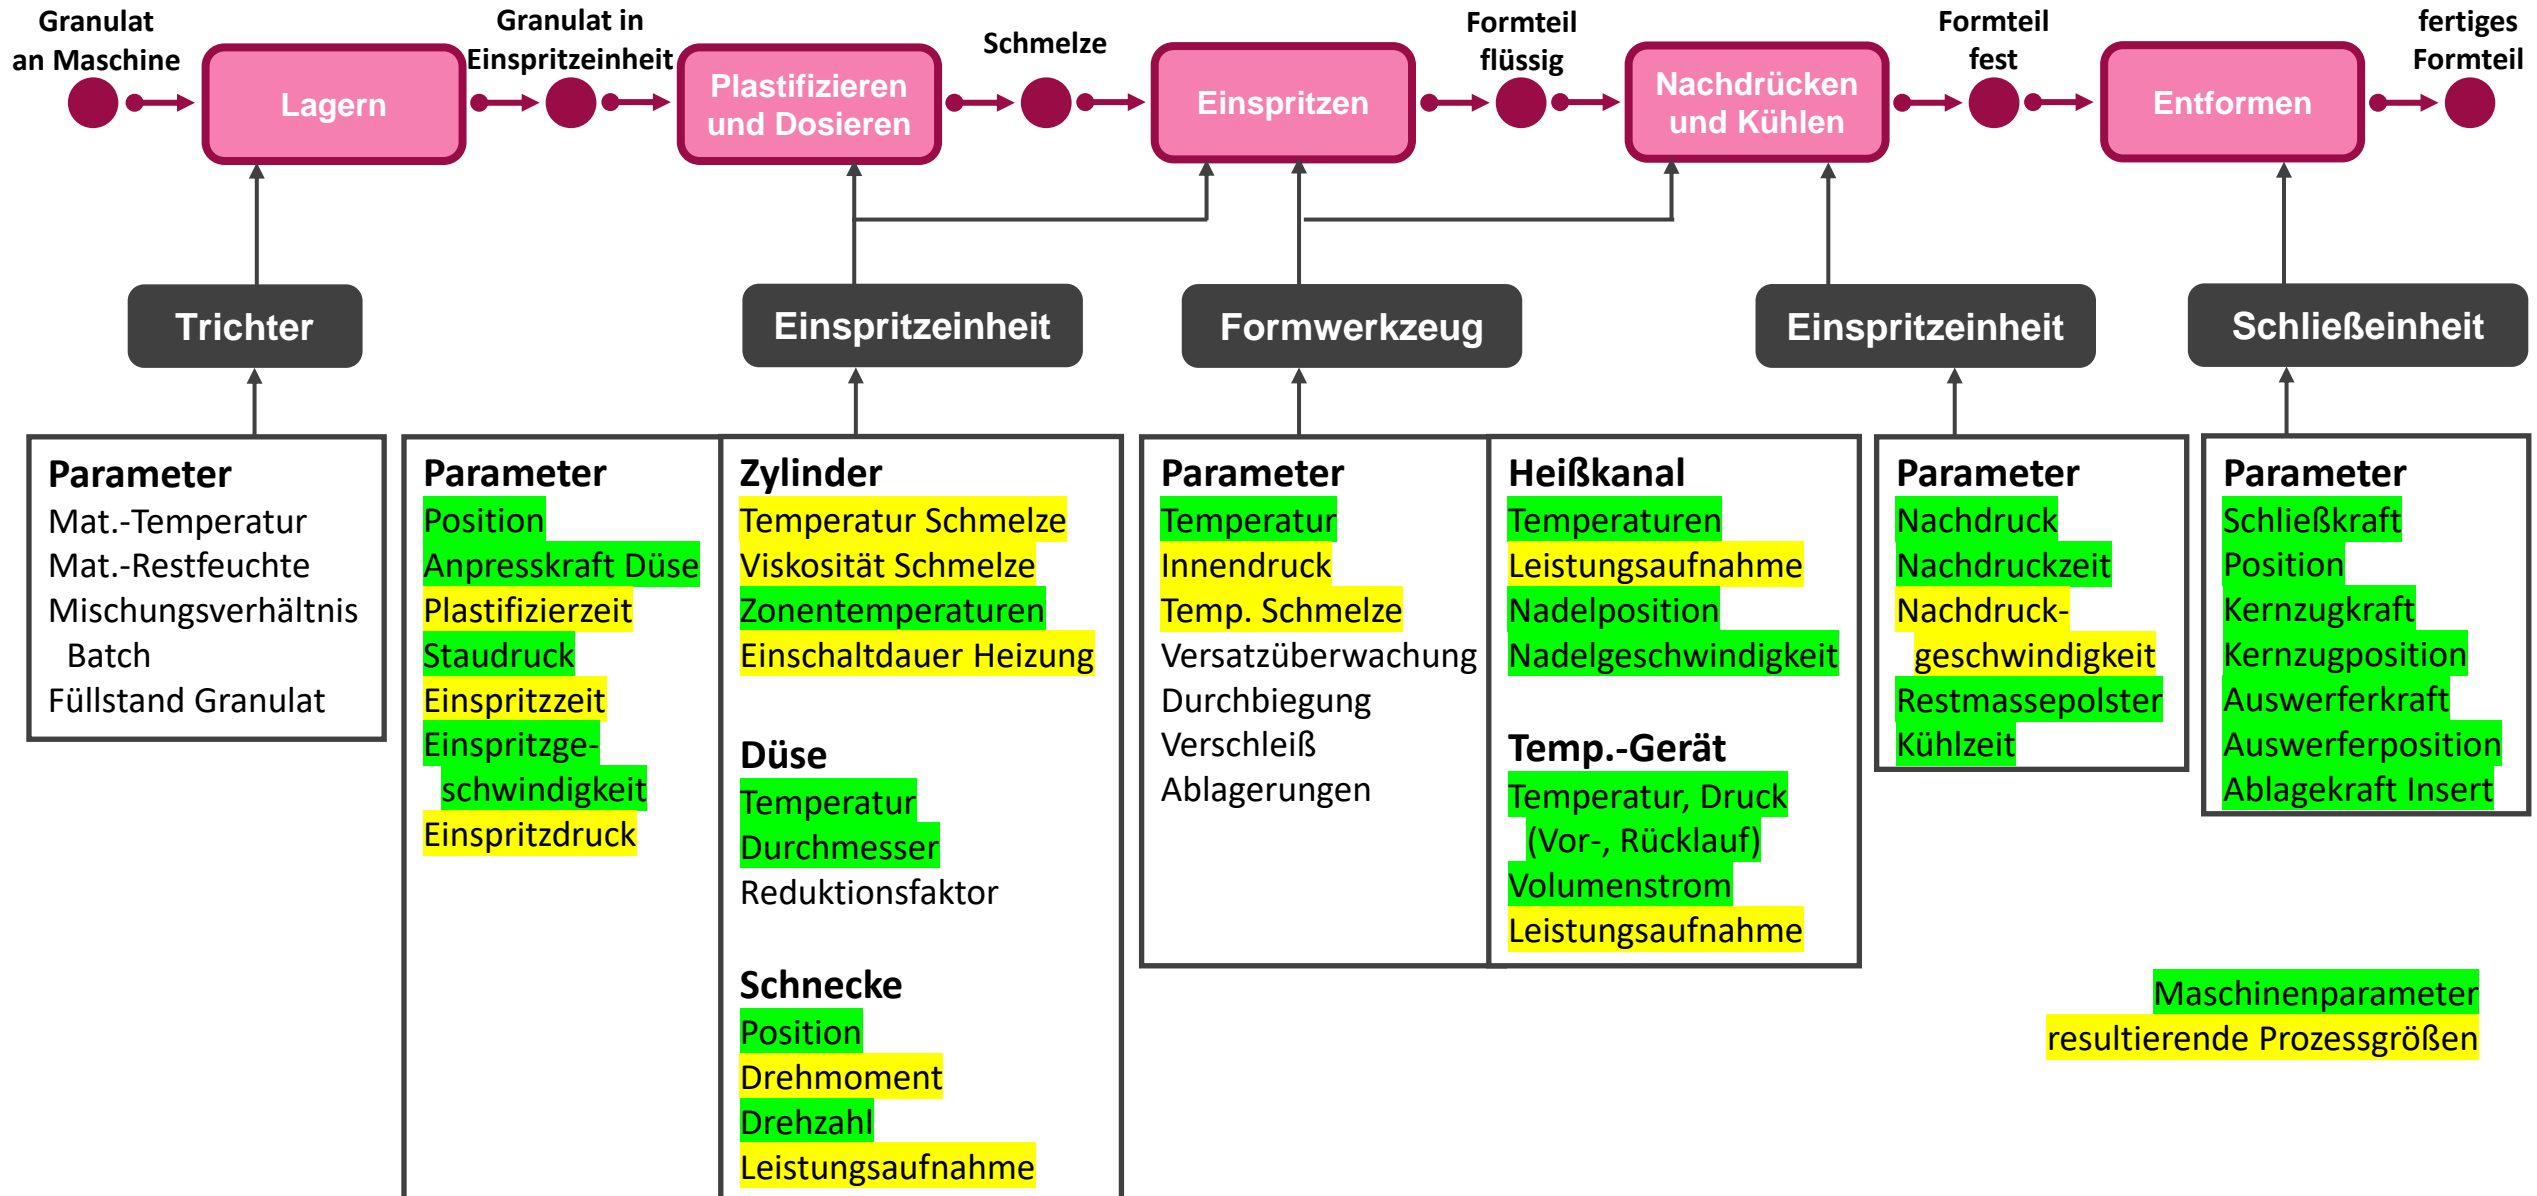 Granulat
an Maschine
Lagern
Granulat in
Einspritzeinheit
Plastifizieren
und Dosieren
Schmelze
Einspritzen
Formteil
flüssig
Nachdrücken
und Kühlen
Formteil
fest
Entformen
fertiges
Formteil
Trichter
Einspritzeinheit
Formwerkzeug
Einspritzeinheit
Schließeinheit
Parameter
Mat.-Temperatur
Mat.-Restfeuchte
Mischungsverhältnis
Batch
Füllstand Granulat
Parameter
Position
Anpresskraft Düse
Plastifizierzeit
Staudruck
Einspritzzeit
Einspritzge-
schwindigkeit
Einspritzdruck
Zylinder
Temperatur Schmelze
Viskosität Schmelze
Zonentemperaturen
Einschaltdauer Heizung
Düse
Temperatur
Durchmesser
Reduktionsfaktor
Schnecke
Position
Drehmoment
Drehzahl
Leistungsaufnahme
Parameter
Temperatur
Innendruck
Temp. Schmelze
Versatzüberwachung
Durchbiegung
Verschleiß
Ablagerungen
Heißkanal
Temperaturen
Leistungsaufnahme
Nadelposition
Nadelgeschwindigkeit
Temp.-Gerät
Temperatur, Druck
(Vor-, Rücklauf)
Volumenstrom
Leistungsaufnahme
Parameter
Nachdruck
Nachdruckzeit
Nachdruck-
geschwindigkeit
Restmassepolster
Kühlzeit
Parameter
Schließkraft
Position
Kernzugkraft
Kernzugposition
Auswerferkraft
Auswerferposition
Ablagekraft Insert
Maschinenparameter
resultierende Prozessgrößen